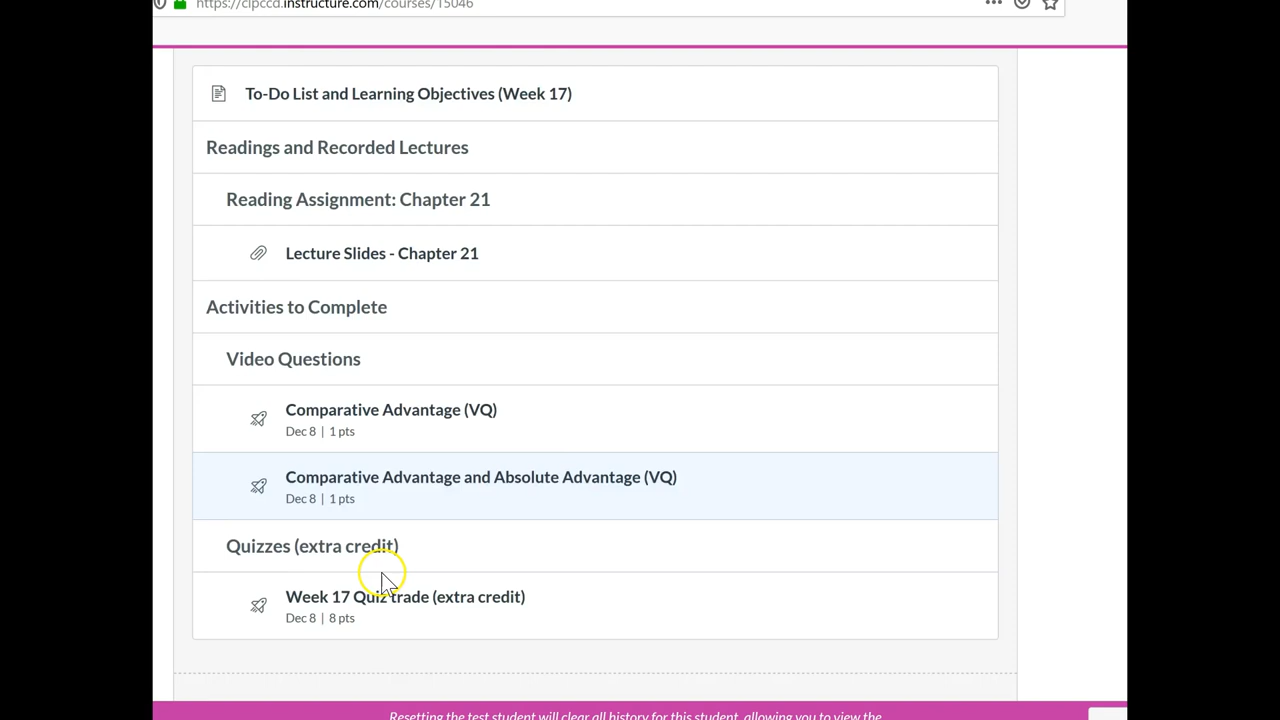 https://clpccd.instructure.com/courses/15046
To-Do List and Learning Objectives (Week 17)
Readings and Recorded Lectures
Reading Assignment: Chapter 21
Lecture Slides - Chapter 21
Activities to Complete
Video Questions
Comparative Advantage (VQ)
Dec 8 | 1 pts
Comparative Advantage and Absolute Advantage (VQ)
Dec 8 | 1 pts
Quizzes (extra credit)
Week 17 Quiz trade (extra credit)
Dec 8 | 8 pts
Resetting the test student will clear all history for this student, allowing you to view the